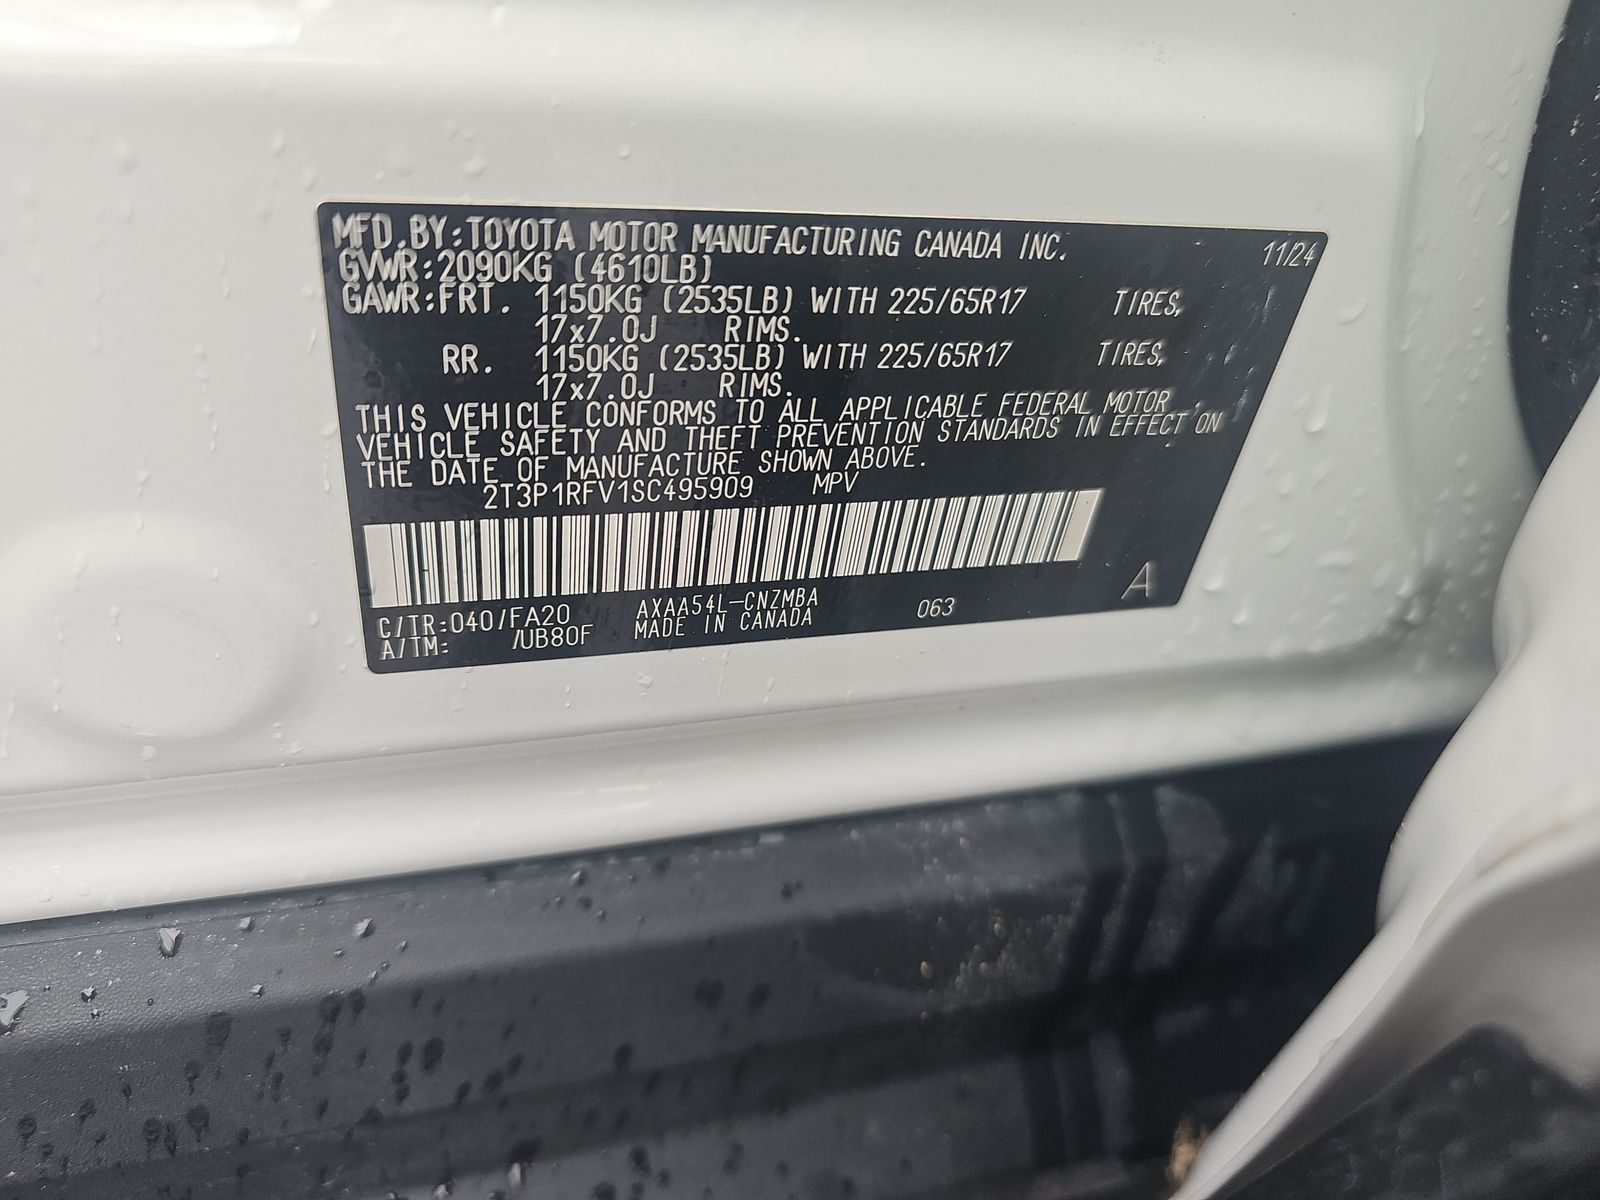 MFD.BY:TOYOTA MOTOR MANUFACTURING CANADA INC. 11/24
GVWR:2090KG (4610LB)
GAWR:FRT. 1150KG (2535LB) WITH 225/65R17 TIRES,
17x7.0J RIMS.
RR. 1150KG (2535LB) WITH 225/65R17 TIRES,
17x7.0J RIMS.
THIS VEHICLE CONFORMS TO ALL APPLICABLE FEDERAL MOTOR
VEHICLE SAFETY AND THEFT PREVENTION STANDARDS IN EFFECT ON
THE DATE OF MANUFACTURE SHOWN ABOVE.
2T3P1RFV1SC495909 MPV
C/TR:040/FA20 AXAA54L-CNZMBA 063 A
A/TM: /UB80F MADE IN CANADA